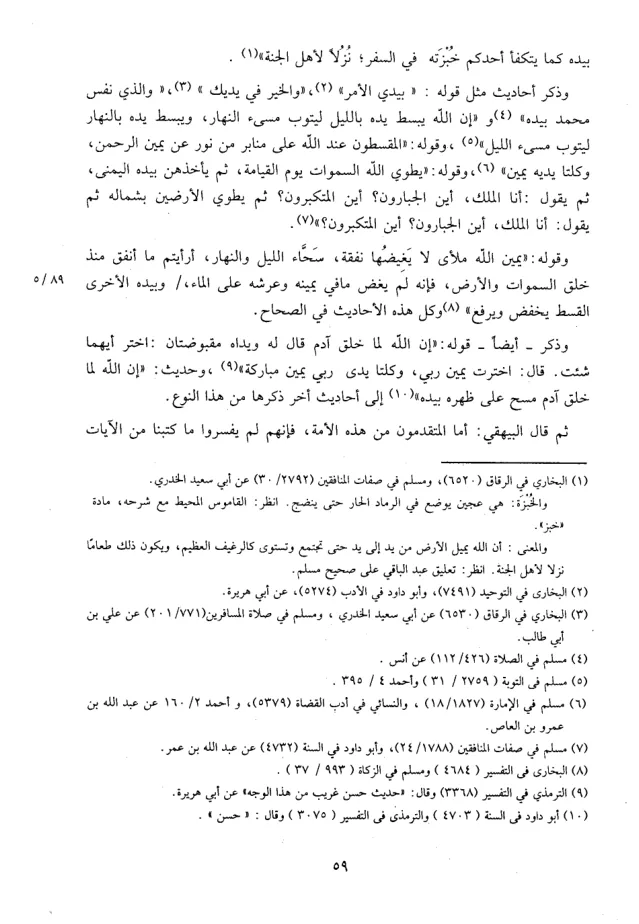 بيده كما يتكفأ أحدكم خُبْزَته في السفر؛ نُزُلاً لأهل الجنة»(١) .
وذكر أحاديث مثل قوله : « بيدي الأمر» (٢)،«والخير في يديك » (٣)،« والذي نفس
محمد بيده» (٤)و «إن الله يبسط يده بالليل ليتوب مسىء النهار، ويبسط يده بالنهار
ليتوب مسىء الليل»(٥) ، وقوله:«المقسطون عند الله على منابر من نور عن يمين الرحمن،
وكلتا يديه يمين» (٦)،وقوله:«يطوي الله السموات يوم القيامة، ثم يأخذهن بيده اليمنى،
ثم يقول :أنا الملك، أين الجبارون؟ أين المتكبرون؟ ثم يطوي الأرضين بشماله ثم
يقول: أنا الملك، أين الجبارون؟ أين المتكبرون؟»(٧).
وقوله:«يمين الله ملأى لا يَغِيضُها نفقة، سَحَّاء الليل والنهار، أرأيتم ما أنفق منذ
خلق السموات والأرض، فإنه لم يغض مافي يمينه وعرشه على الماء،/ وبيده الأخرى
٥/٨٩
القسط يخفض ويرفع» (٨)وكل هذه الأحاديث في الصحاح.
وذكر ـ أيضاً ـ قوله:«إن الله لما خلق آدم قال له ويداه مقبوضتان :اختر أيهما
شئت. قال: اخترت يمين ربي، وكلتا يدى ربي يمين مباركة»(٩) ،وحديث: «إن الله لما
خلق آدم مسح على ظهره بيده»(١٠) إلى أحاديث أخر ذكرها من هذا النوع.
ثم قال البيهقي: أما المتقدمون من هذه الأمة، فإنهم لم يفسروا ما كتبنا من الآيات
(١) البخاري في الرقاق (٦٥٢٠)، ومسلم في صفات المنافقين (٣٠/٢٧٩٢) عن أبي سعيد الخدري.
والخُبْزَة: هي عجين يوضع في الرماد الحار حتى ينضج. انظر: القاموس المحيط مع شرحه، مادة
«خبز».
والمعنى : أن الله يميل الأرض من يد إلى يد حتى تجتمع وتستوى كالرغيف العظيم، ويكون ذلك طعامًا
نزلا لأهل الجنة. انظر: تعليق عبد الباقي على صحيح مسلم.
(٢) البخارى في التوحيد (٧٤٩١)، وأبو داود في الأدب (٥٢٧٤)، عن أبي هريرة.
(٣) البخاري في الرقاق (٦٥٣٠) عن أبي سعيد الخدري ، ومسلم في صلاة المسافرين(٢٠١/٧٧١) عن علي بن
أبي طالب.
(٤) مسلم في الصلاة (١١٢/٤٢٦) عن أنس .
(٥) مسلم فى التوبة ( ٢٧٥٩ / ٣١ ) وأحمد ٤ / ٣٩٥ .
(٦) مسلم في الإمارة (١٨/١٨٢٧) ، والنسائي في أدب القضاة (٥٣٧٩)، و أحمد ١٦٠/٢ عن عبد الله بن
عمرو بن العاص.
(٧) مسلم في صفات المنافقين (٢٤/١٧٨٨)، وأبو داود في السنة (٤٧٣٢) عن عبد الله بن عمر.
(٨) البخارى فى التفسير ( ٤٦٨٤ ) ومسلم في الزكاة ( ٩٩٣ / ٣٧ ) .
(٩) الترمذي في التفسير (٣٣٦٨) وقال: «حديث حسن غريب من هذا الوجه» عن أبي هريرة.
(١٠) أبو داود فى السنة ( ٤٧٠٣ ) والترمذى فى التفسير ( ٣٠٧٥ ) وقال : « حسن » .
٥٩